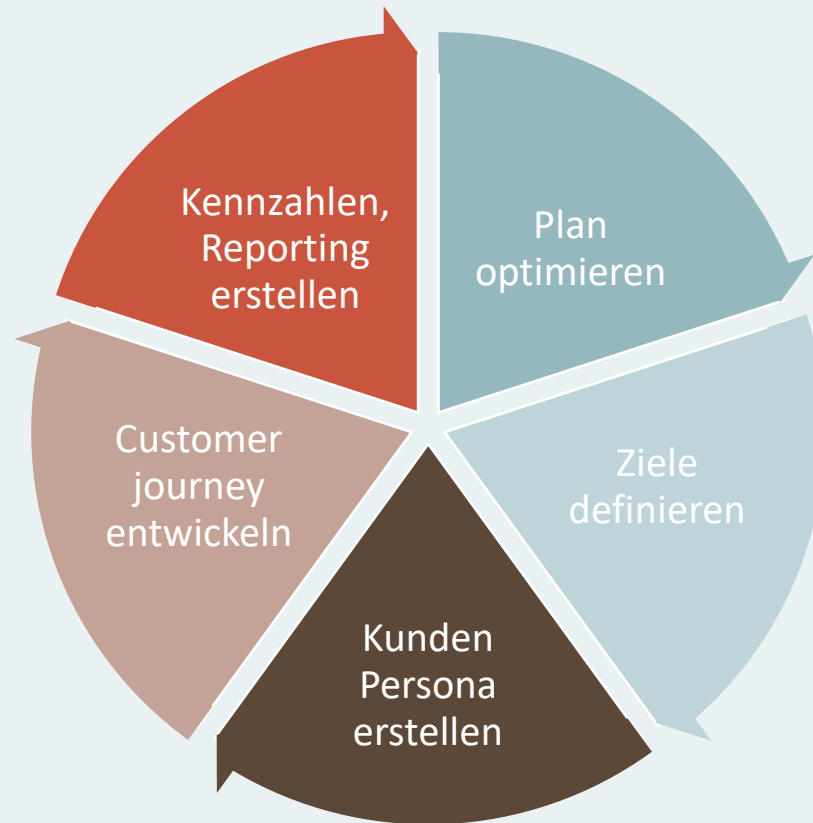 Plan
optimieren
Ziele
definieren
Kunden
Persona
erstellen
Customer
journey
entwickeln
Kennzahlen,
Reporting
erstellen